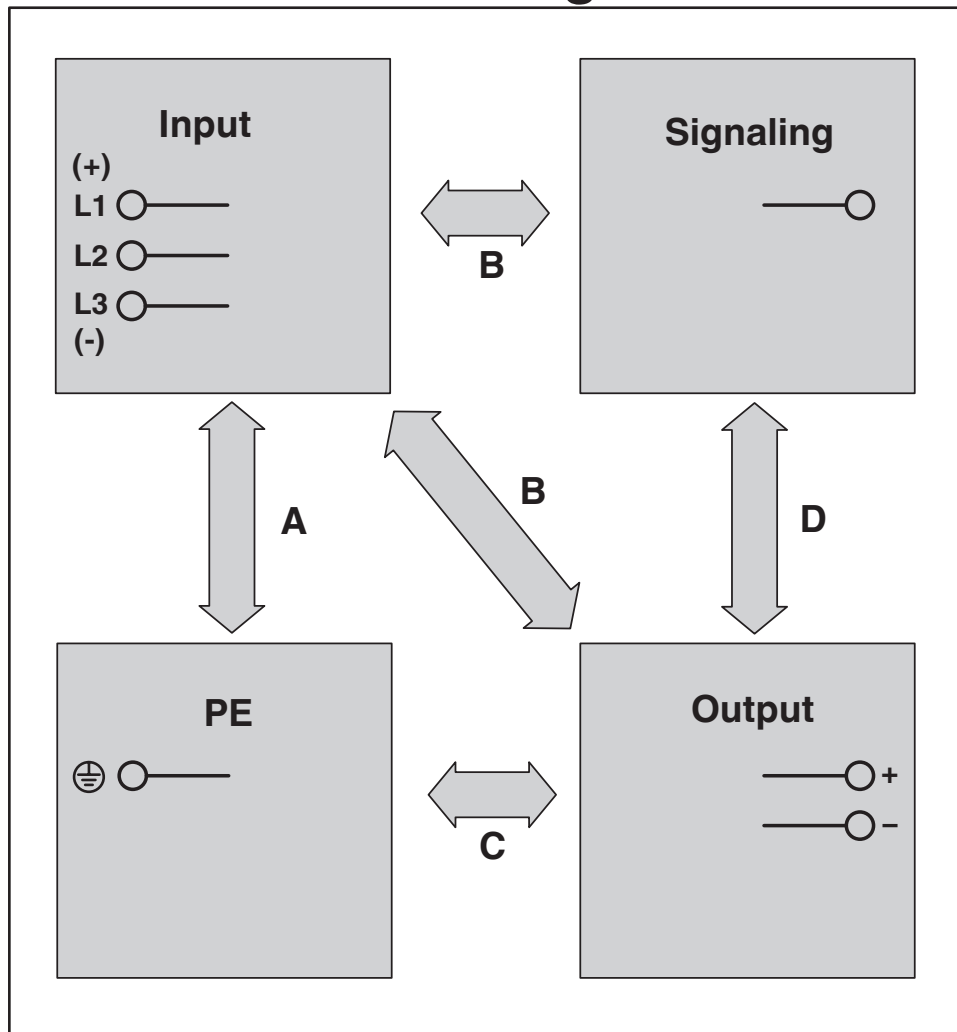 Input
(+)
L1
L2
L3
(-)
Signaling
B
A
B
D
PE
Output
+
–
C